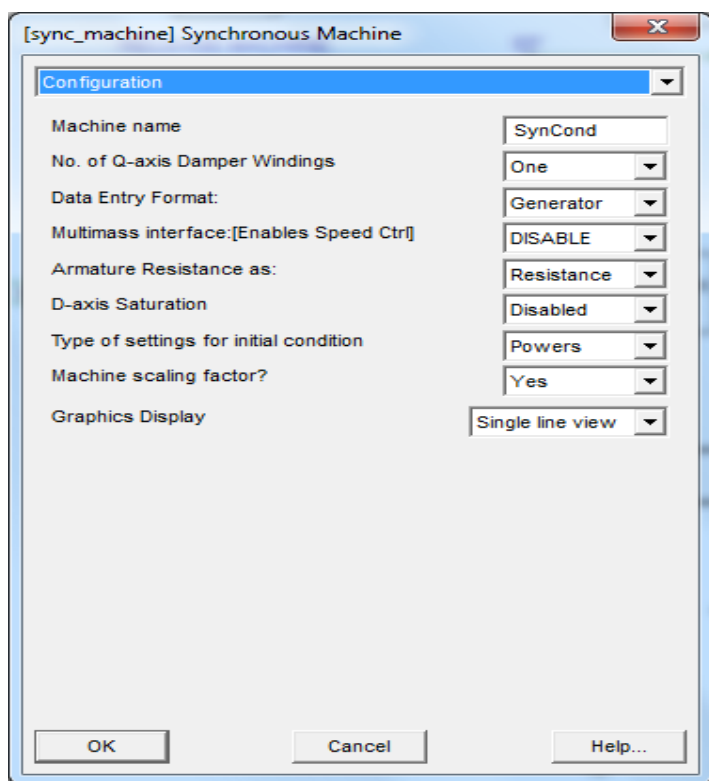 [sync_machine] Synchronous Machine
Configuration
Machine name SynCond
No. of Q-axis Damper Windings One
Data Entry Format: Generator
Multimass interface:[Enables Speed Ctrl] DISABLE
Armature Resistance as: Resistance
D-axis Saturation Disabled
Type of settings for initial condition Powers
Machine scaling factor? Yes
Graphics Display Single line view
OK Cancel Help...